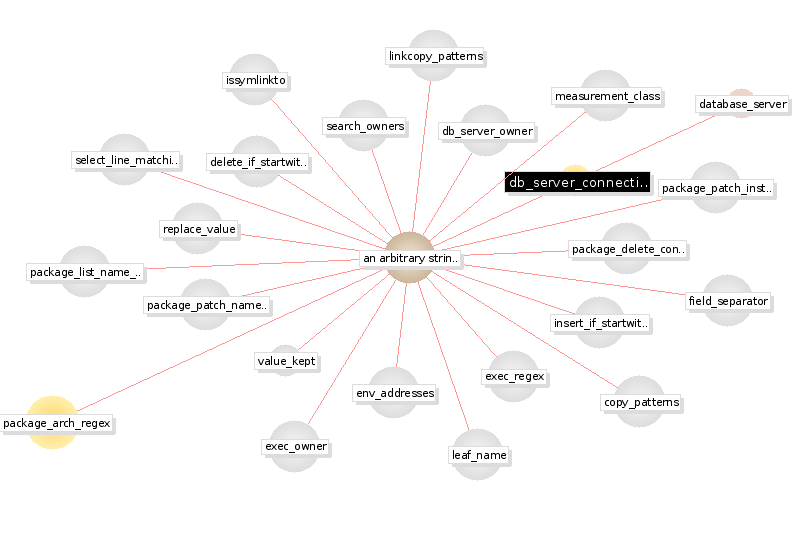 linkcopy_patterns
issymlinkto
measurement_class
database_server
search_owners
db_server_owner
select_line_matchi..
delete_if_startwit..
db_server_connecti..
package_patch_inst..
replace_value
package_delete_con..
an arbitrary strin..
package_list_name_..
package_patch_name..
field_separator
insert_if_startwit..
value_kept
exec_regex
env_addresses
copy_patterns
package_arch_regex
exec_owner
leaf_name